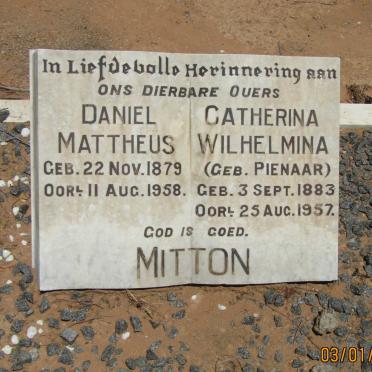 In Liefdevolle Herinnering aan
ONS DIERBARE OUERS
DANIEL
MATTHEUS
GEB. 22 NOV. 1879
OORL. 11 AUG. 1958.
CATHERINA
WILHELMINA
(GEB. PIENAAR)
GEB. 3 SEPT. 1883
OORL. 25 AUG. 1957.
GOD IS GOED.
MITTON
03/01/